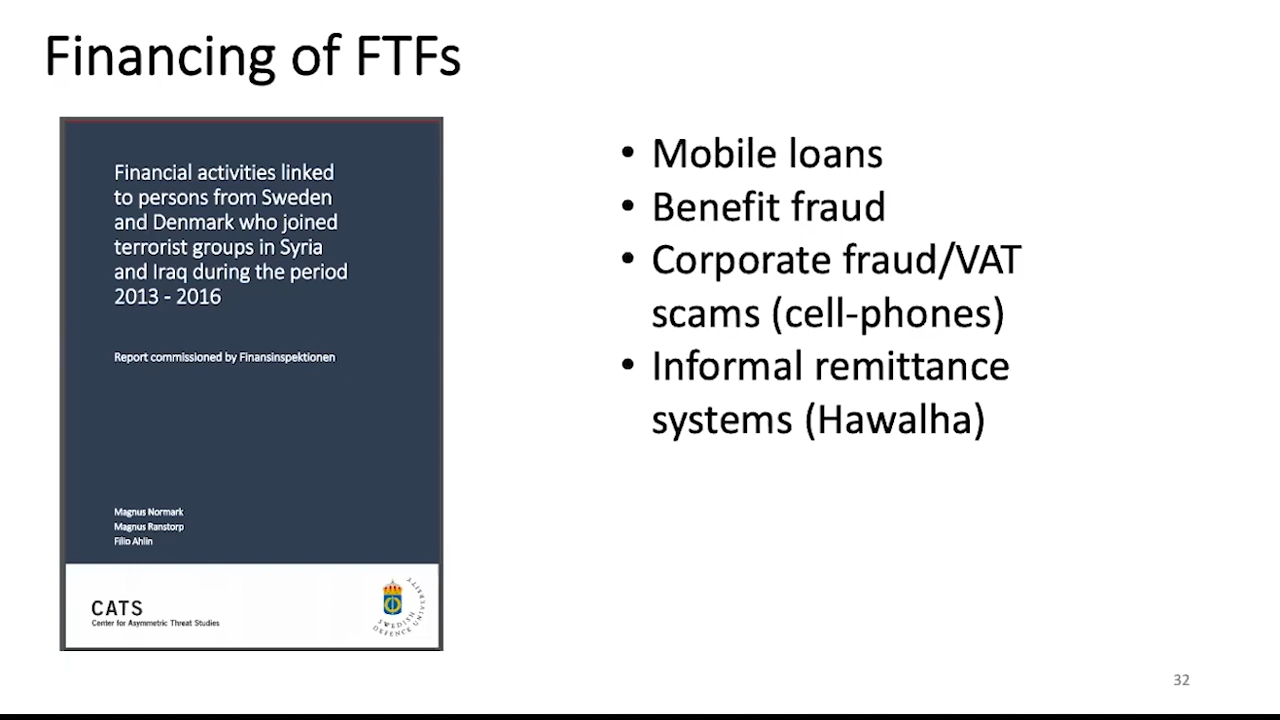 Financing of FTFs
Financial activities linked
to persons from Sweden
and Denmark who joined
terrorist groups in Syria
and Iraq during the period
2013 - 2016
Report commissioned by Finansinspektionen
Magnus Normark
Magnus Ranstorp
Filip Ahlin
CATS
Center for Asymmetric Threat Studies
SWEDISH
DEFENCE UNIVERSITY
• Mobile loans
• Benefit fraud
• Corporate fraud/VAT
scams (cell-phones)
• Informal remittance
systems (Hawalha)
32